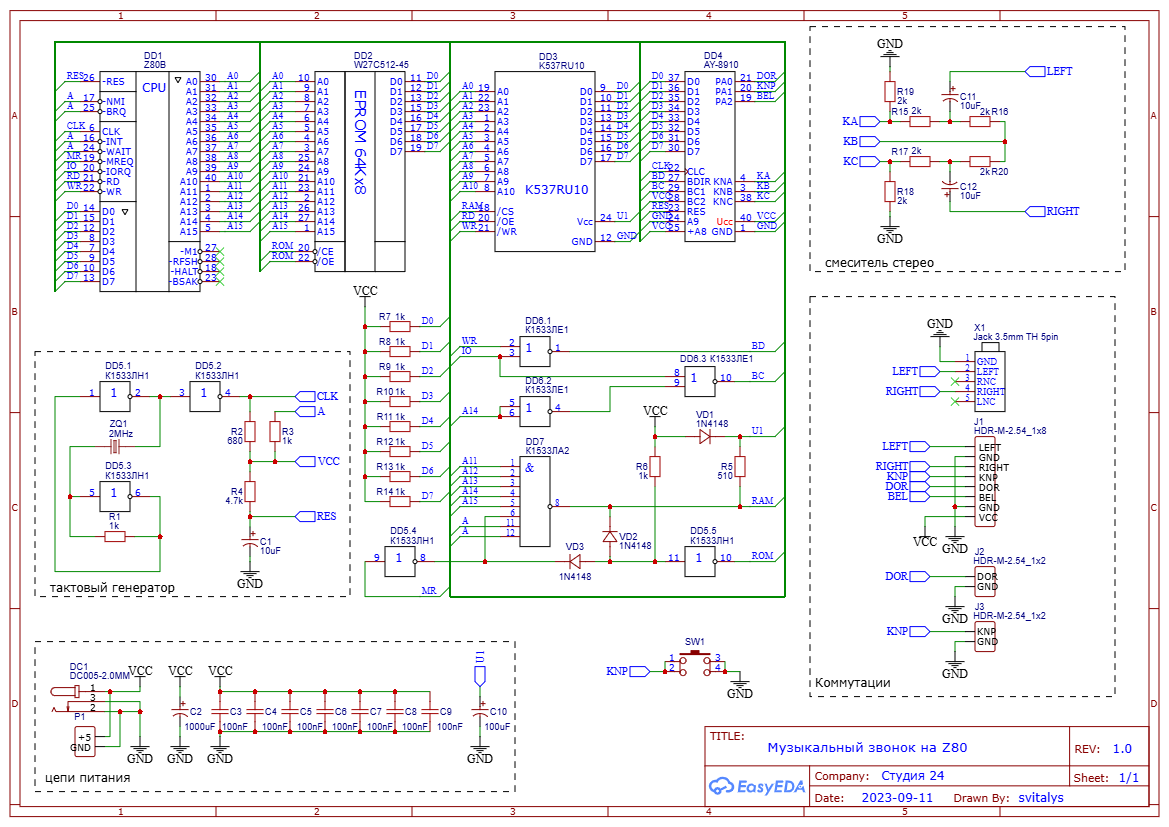 1 2 3 4 5
A B C D
DD1
Z80B
CPU
RES 26 -RES
A 17 -NMI
A 25 -BRQ
CLK 6 CLK
A 16 -INT
A 24 -WAIT
MR 19 -MREQ
IO 20 -IORQ
RD 21 -RD
WR 22 -WR
D0 14 D0
D1 15 D1
D2 12 D2
D3 8 D3
D4 7 D4
D5 9 D5
D6 10 D6
D7 13 D7
A0 30 A0
A1 31 A1
A2 32 A2
A3 33 A3
A4 34 A4
A5 35 A5
A6 36 A6
A7 37 A7
A8 38 A8
A9 39 A9
A10 40 A10
A11 1 A11
A12 2 A12
A13 3 A13
A14 4 A14
A15 5 A15
-M1 27
-RFSH 28
-HALT 18
-BSAK 23
DD2
W27C512-45
EPROM 64K x8
A0 10 A0
A1 9 A1
A2 8 A2
A3 7 A3
A4 6 A4
A5 5 A5
A6 4 A6
A7 3 A7
A8 25 A8
A9 24 A9
A10 21 A10
A11 23 A11
A12 2 A12
A13 26 A13
A14 27 A14
A15 1 A15
ROM 20 /CE
ROM 22 /OE
D0 11 D0
D1 12 D1
D2 13 D2
D3 15 D3
D4 16 D4
D5 17 D5
D6 18 D6
D7 19 D7
DD3
K537RU10
K537RU10
A0 19 A0
A1 22 A1
A2 23 A2
A3 1 A3
A4 2 A4
A5 3 A5
A6 4 A6
A7 5 A7
A8 6 A8
A9 7 A9
A10 8 A10
RAM 18 /CS
RD 20 /OE
WR 21 /WR
D0 9 D0
D1 10 D1
D2 11 D2
D3 13 D3
D4 14 D4
D5 15 D5
D6 16 D6
D7 17 D7
Vcc 24 U1
GND 12 GND
DD4
AY-8910
D0 37 D0
D1 36 D1
D2 35 D2
D3 34 D3
D4 33 D4
D5 32 D5
D6 31 D6
D7 30 D7
CLK 22 CLC
BD 27 BDIR
BC 29 BC1
VCC 28 BC2
RES 23 RES
GND 24 A9
VCC 25 +A8
PA0 21 DOR
PA1 20 KNP
PA2 19 BEL
KNA 4 KA
KNB 3 KB
KNC 38 KC
Ucc 40 VCC
GND 1 GND
GND
R19
2k
C11
10uF
LEFT
KA
R15 2k
2k R16
KB
KC
R17 2k
2k R20
R18
2k
C12
10uF
RIGHT
GND
смеситель стерео
VCC
R7 1k D0
R8 1k D1
R9 1k D2
R10 1k D3
R11 1k D4
R12 1k D5
R13 1k D6
R14 1k D7
DD6.1
К1533ЛЕ1
WR 2
IO 3
1 1 BD
DD6.3 К1533ЛЕ1
8
9
1 10 BC
DD6.2
К1533ЛЕ1
A14 5
6
1 4
DD7
К1533ЛА2
&
A11 1
A12 2
A13 3
A14 4
A15 5
6
A 11
A 12
8
VCC
VD1
1N4148
U1
R6
1k
R5
510
RAM
VD2
1N4148
VD3
1N4148
DD5.4
К1533ЛН1
9 1 8
MR
DD5.5
К1533ЛН1
11 1 10 ROM
DD5.1
К1533ЛН1
1 1 2
DD5.2
К1533ЛН1
3 1 4
CLK
A
ZQ1
2MHz
R2
680
R3
1k
VCC
DD5.3
К1533ЛН1
5 1 6
R1
1k
R4
4.7k
RES
C1
10uF
GND
тактовый генератор
GND
X1
Jack 3.5mm TH 5pin
1 GND
LEFT 2 LEFT
3 RNC
RIGHT 4 RIGHT
5 LNC
J1
HDR-M-2.54_1x8
LEFT LEFT
GND
RIGHT RIGHT
KNP KNP
DOR DOR
BEL BEL
GND
VCC
VCC GND
J2
HDR-M-2.54_1x2
DOR DOR
GND
GND
J3
HDR-M-2.54_1x2
KNP KNP
GND
GND
Коммутации
DC1
DC005-2.0MM
1
3
2
P1
+5
GND
VCC VCC VCC
C2
1000uF
C3
100nF
C4
100nF
C5
100nF
C6
100nF
C7
100nF
C8
100nF
C9
100nF
U1
C10
100uF
GND GND GND GND
цепи питания
SW1
KNP
1 3
2 4
GND
TITLE:
Музыкальный звонок на Z80
REV: 1.0
EasyEDA
Company: Студия 24
Sheet: 1/1
Date: 2023-09-11 Drawn By: svitalys
1 2 3 4 5
A B C D